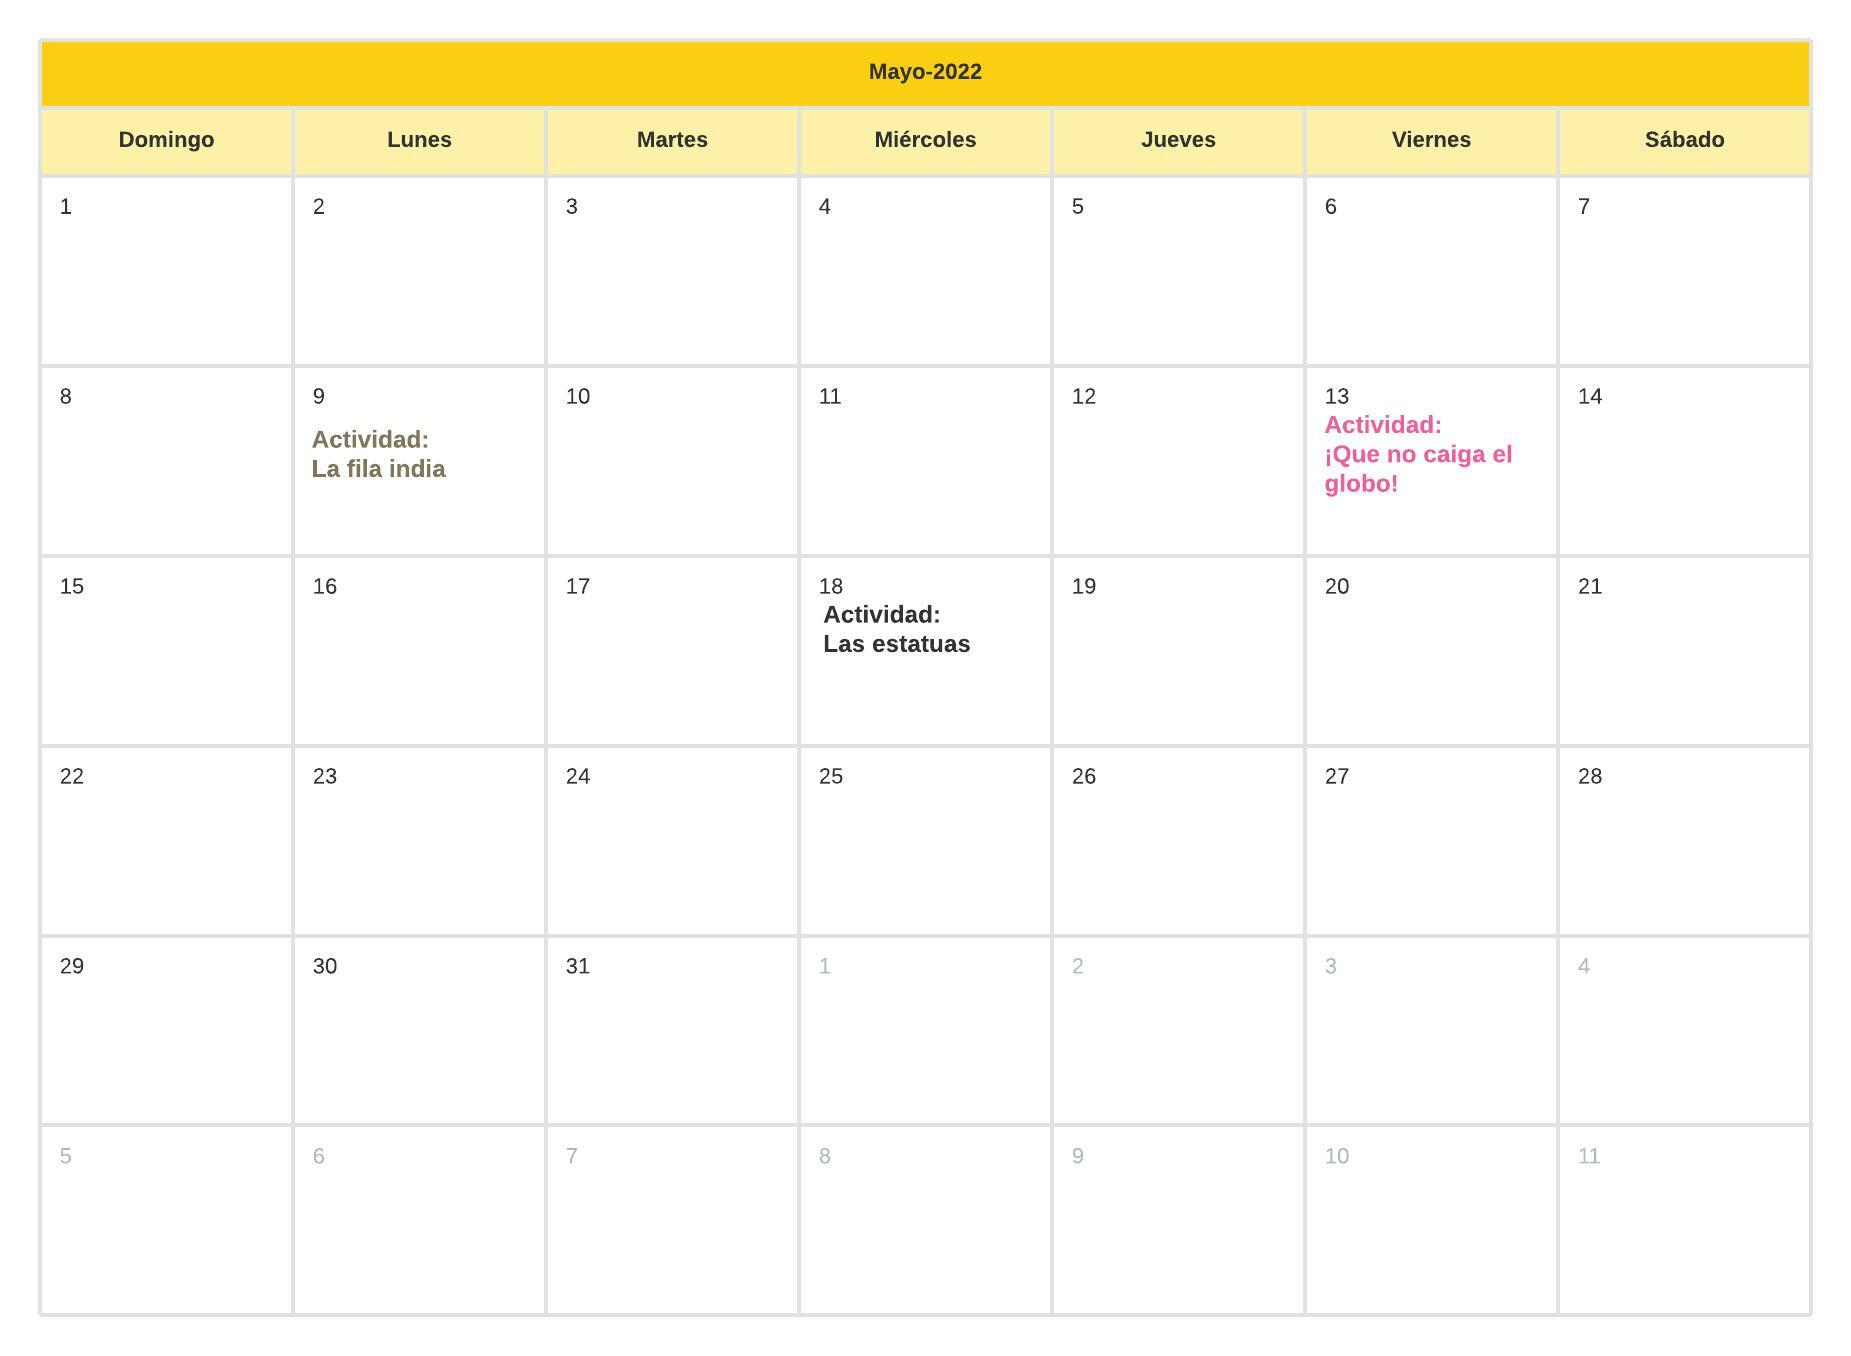 Mayo-2022
Domingo Lunes Martes Miércoles Jueves Viernes Sábado
1 2 3 4 5 6 7
8 9 10 11 12 13 14
Actividad:
La fila india
Actividad:
¡Que no caiga el
globo!
15 16 17 18 19 20 21
Actividad:
Las estatuas
22 23 24 25 26 27 28
29 30 31 1 2 3 4
5 6 7 8 9 10 11